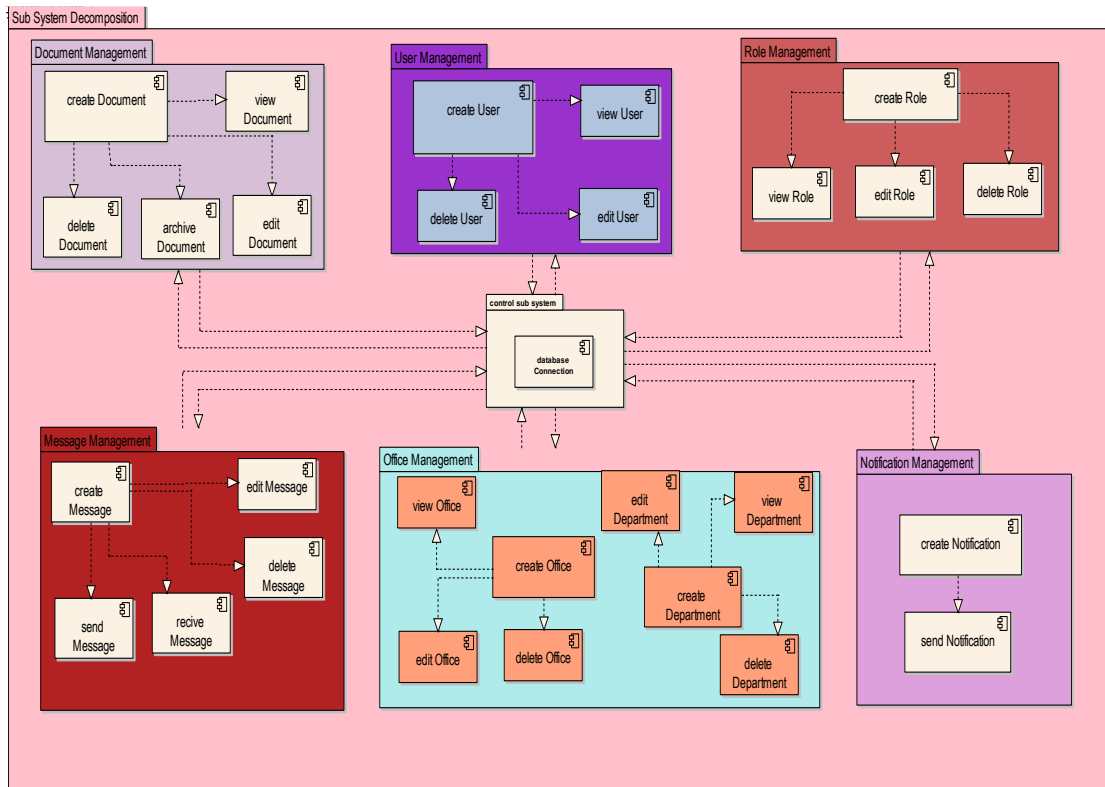 Sub System Decomposition
Document Management
create Document
view
Document
delete
Document
archive
Document
edit
Document
User Management
create User
view User
delete User
edit User
Role Management
create Role
view Role
edit Role
delete Role
control sub system
database
Connection
Message Management
create
Message
edit Message
delete
Message
send
Message
recive
Message
Office Management
view Office
edit
Department
view
Department
create Office
create
Department
edit Office
delete Office
delete
Department
Notification Management
create Notification
send Notification